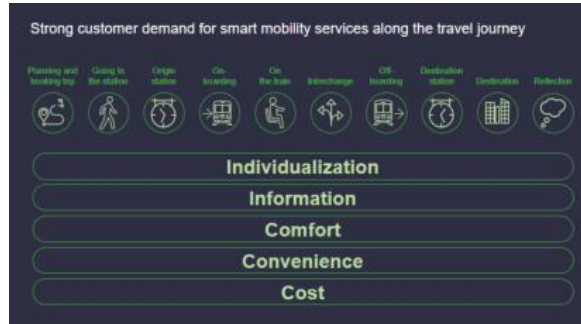 Strong customer demand for smart mobility services along the travel journey
Planning and booking trip
Going to the station
Origin station
On-boarding
On the train
Interchange
Off-boarding
Destination station
Destination
Reflection
Individualization
Information
Comfort
Convenience
Cost